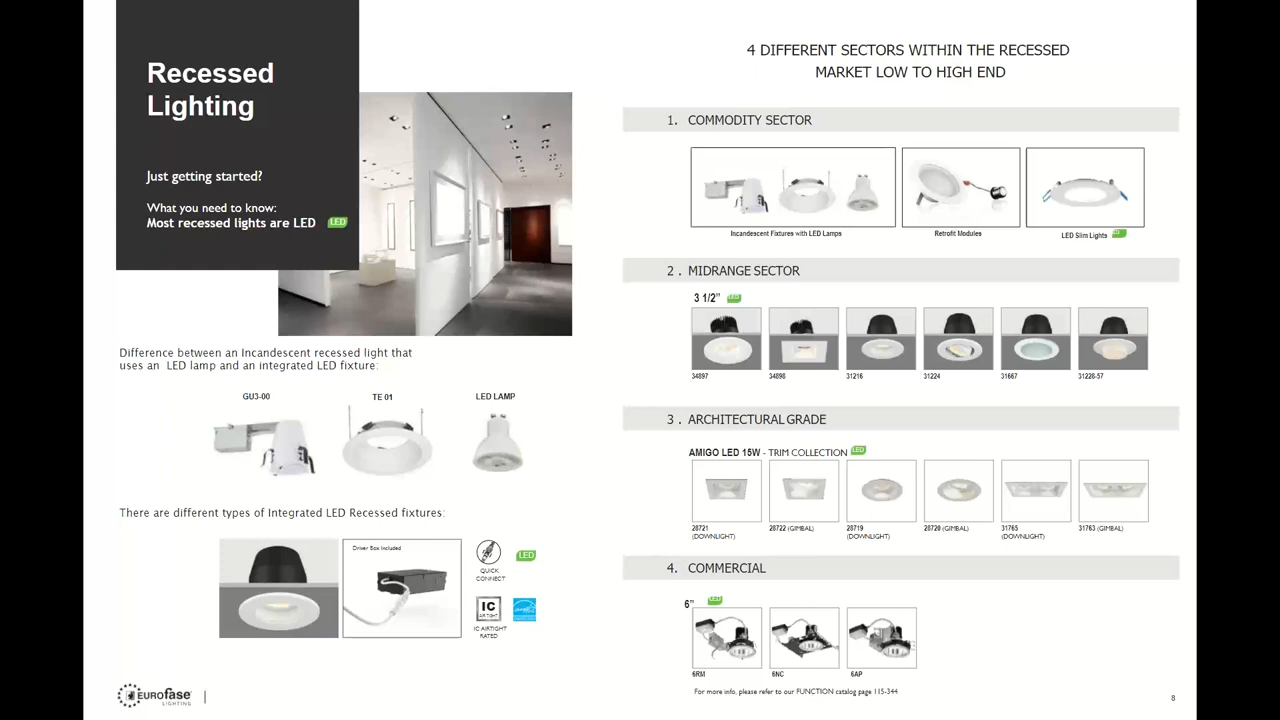 Recessed
Lighting
Just getting started?
What you need to know:
Most recessed lights are LED LED
Difference between an Incandescent recessed light that
uses an LED lamp and an integrated LED fixture:
GU3-00
TE 01
LED LAMP
There are different types of Integrated LED Recessed fixtures:
Driver Box Included
QUICK
CONNECT
LED
IC
AIRTIGHT
IC AIRTIGHT
RATED
EUROFASE
LIGHTING
4 DIFFERENT SECTORS WITHIN THE RECESSED
MARKET LOW TO HIGH END
1. COMMODITY SECTOR
Incandescent Fixtures with LED Lamps
Retrofit Modules
LED Slim Lights
2 . MIDRANGE SECTOR
3 1/2” LED
34897
34898
31216
31224
31667
31228-57
3 . ARCHITECTURAL GRADE
AMIGO LED 15W - TRIM COLLECTION LED
28721
(DOWNLIGHT)
28722 (GIMBAL)
28719
(DOWNLIGHT)
28720 (GIMBAL)
31765
(DOWNLIGHT)
31763 (GIMBAL)
4. COMMERCIAL
6” LED
6RM
6NC
6AP
For more info, please refer to our FUNCTION catalog page 115-344
8